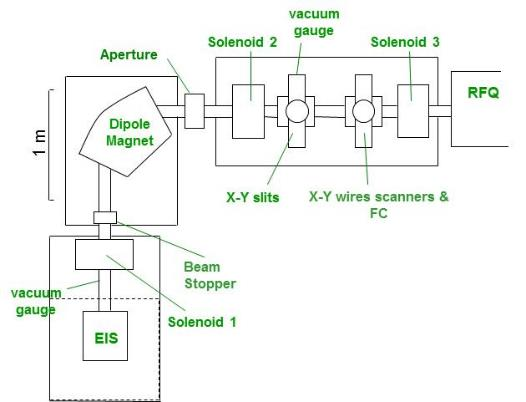 vacuum
gauge
Solenoid 2
Solenoid 3
Aperture
RFQ
Dipole
Magnet
1 m
X-Y slits
X-Y wires scanners &
FC
Beam
Stopper
vacuum
gauge
Solenoid 1
EIS